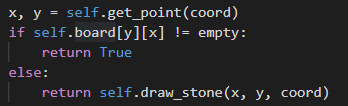 x, y = self.get_point(coord)
if self.board[y][x] != empty:
    return True
else:
    return self.draw_stone(x, y, coord)